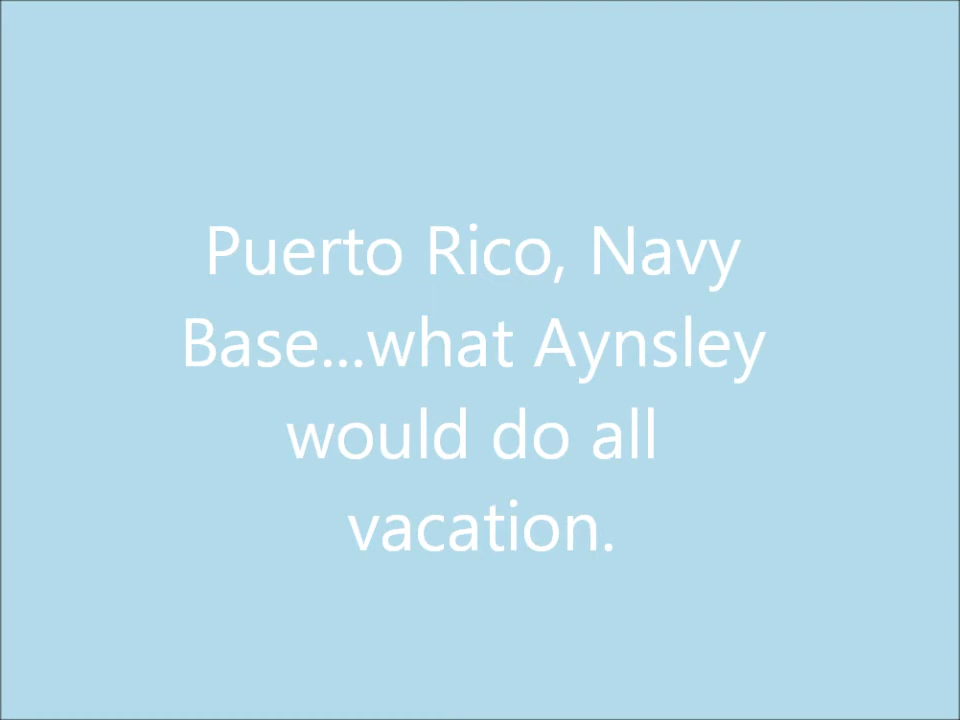 Puerto Rico, Navy
Base...what Aynsley
would do all
vacation.